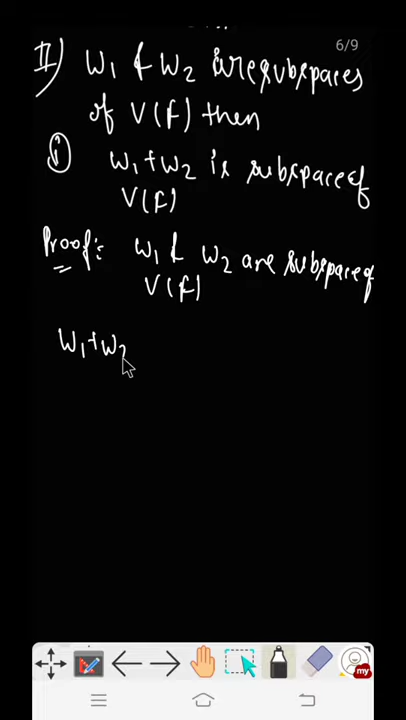 6/9
II) W1 & W2 are subspaces
of V(F) then
i) W1+W2 is subspace of
V(F)
Proof:
W1 & W2 are subspace of
V(F)
W1+W2
my